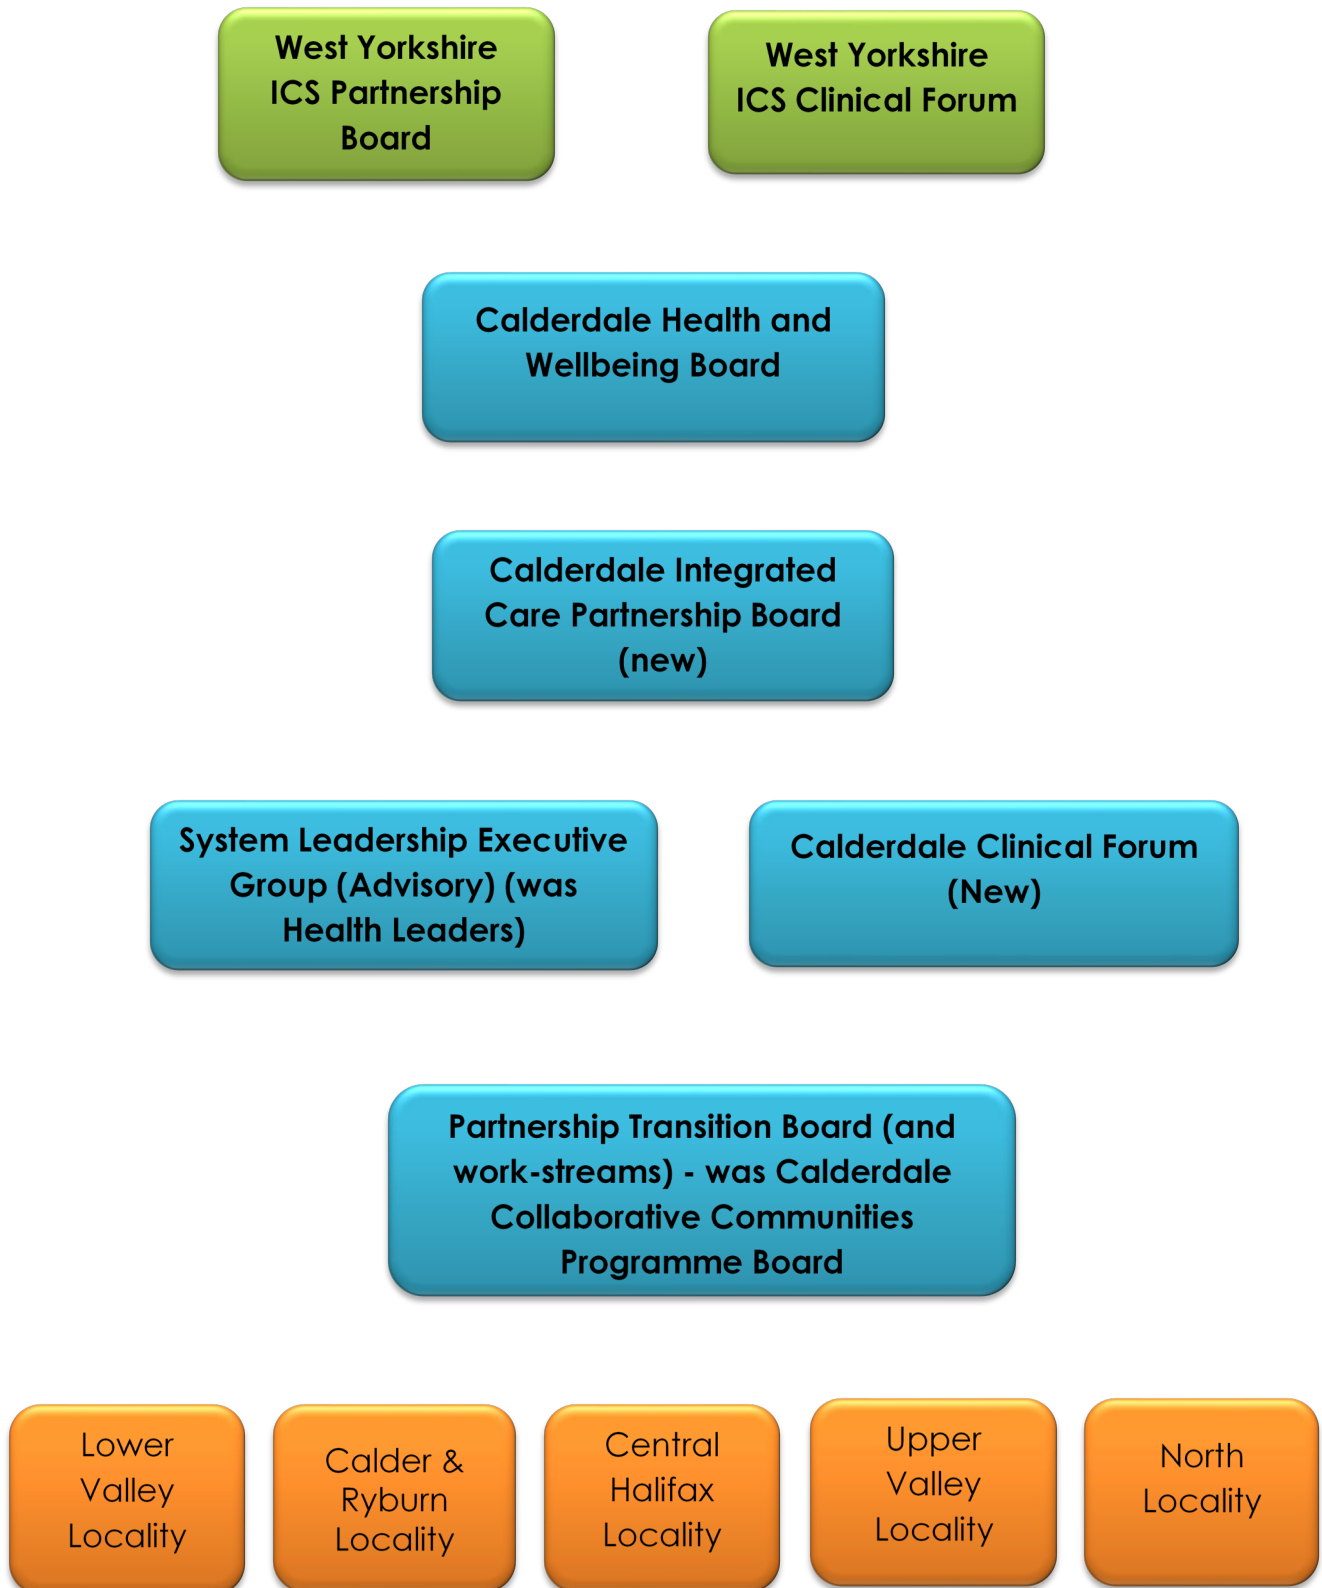 West Yorkshire
ICS Partnership
Board
West Yorkshire
ICS Clinical Forum
Calderdale Health and
Wellbeing Board
Calderdale Integrated
Care Partnership Board
(new)
System Leadership Executive
Group (Advisory) (was
Health Leaders)
Calderdale Clinical Forum
(New)
Partnership Transition Board (and
work-streams) - was Calderdale
Collaborative Communities
Programme Board
Lower
Valley
Locality
Calder &
Ryburn
Locality
Central
Halifax
Locality
Upper
Valley
Locality
North
Locality